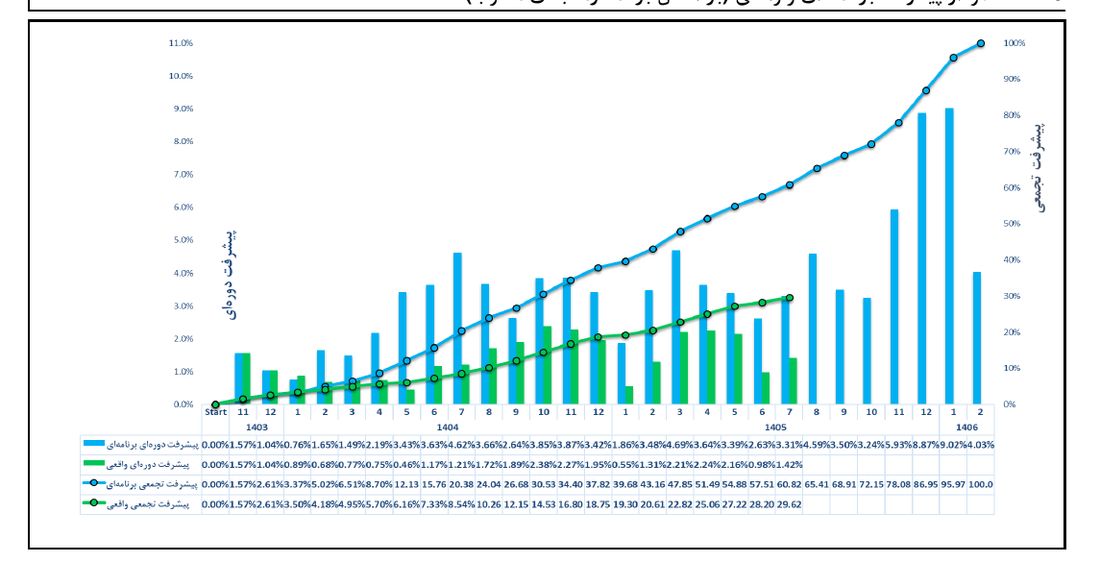 11.0% 100%
10.0% 90%
9.0% 80%
8.0% 70%
7.0% 60%
6.0% 50%
5.0% 40%
4.0% 30%
3.0% 20%
2.0%
1.0% 10%
0.0% 0%
پیشرفت دوره‌ای
پیشرفت تجمعی
Start 11 12 1 2 3 4 5 6 7 8 9 10 11 12 1 2 3 4 5 6 7 8 9 10 11 12 1 2
1403 1404 1405 1406
پیشرفت دوره‌ای برنامه‌ای 0.00% 1.57% 1.04% 0.76% 1.65% 1.49% 2.19% 3.43% 3.63% 4.62% 3.66% 2.64% 3.85% 3.87% 3.42% 1.86% 3.48% 4.69% 3.64% 3.39% 2.63% 3.31% 4.59% 3.50% 3.24% 5.93% 8.87% 9.02% 4.03%
پیشرفت دوره‌ای واقعی 0.00% 1.57% 1.04% 0.89% 0.68% 0.77% 0.75% 0.46% 1.17% 1.21% 1.72% 1.89% 2.38% 2.27% 1.95% 0.55% 1.31% 2.21% 2.24% 2.16% 0.98% 1.42%
پیشرفت تجمعی برنامه‌ای 0.00% 1.57% 2.61% 3.37% 5.02% 6.51% 8.70% 12.13 15.76 20.38 24.04 26.68 30.53 34.40 37.82 39.68 43.16 47.85 51.49 54.88 57.51 60.82 65.41 68.91 72.15 78.08 86.95 95.97 100.0
پیشرفت تجمعی واقعی 0.00% 1.57% 2.61% 3.50% 4.18% 4.95% 5.70% 6.16% 7.33% 8.54% 10.26 12.15 14.53 16.80 18.75 19.30 20.61 22.82 25.06 27.22 28.20 29.62